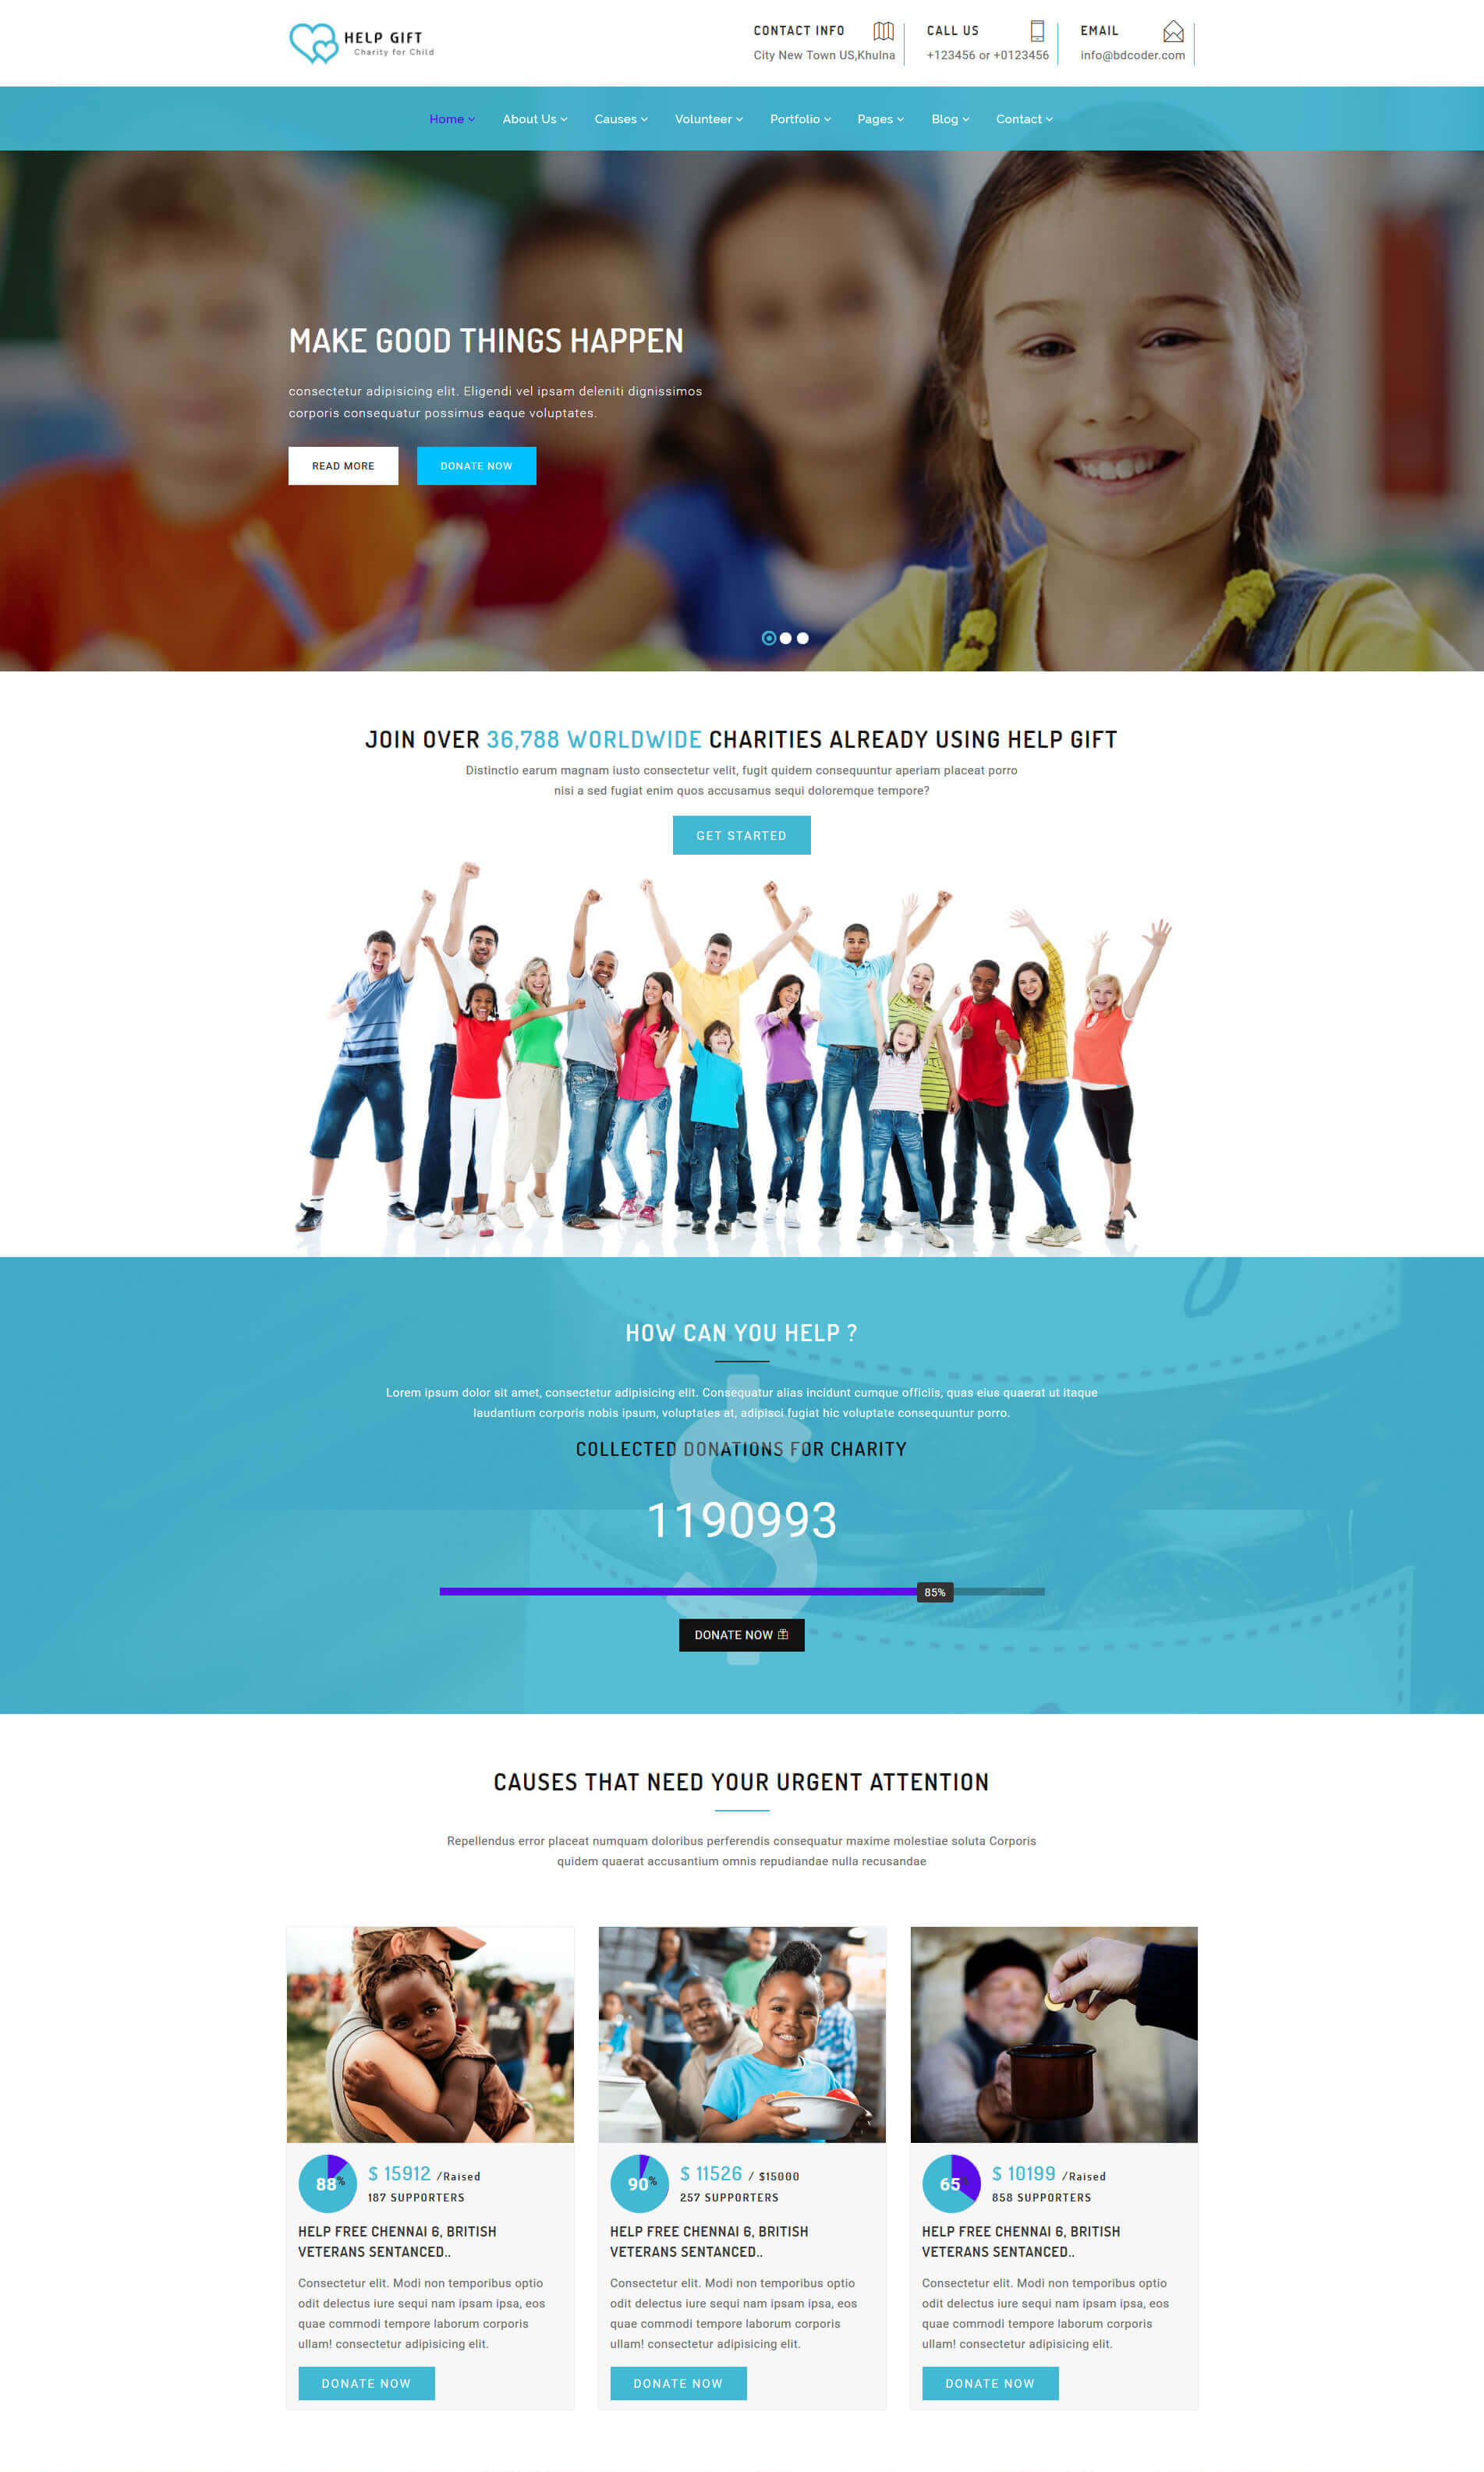 HELP GIFT
Charity for Child
CONTACT INFO
City New Town US,Khulna
CALL US
+123456 or +0123456
EMAIL
info@bdcoder.com
Home About Us Causes Volunteer Portfolio Pages Blog Contact
MAKE GOOD THINGS HAPPEN
consectetur adipisicing elit. Eligendi vel ipsam deleniti dignissimos
corporis consequatur possimus eaque voluptates.
READ MORE
DONATE NOW
JOIN OVER 36,788 WORLDWIDE CHARITIES ALREADY USING HELP GIFT
Distinctio earum magnam iusto consectetur velit, fugit quidem consequuntur aperiam placeat porro
nisi a sed fugiat enim quos accusamus sequi doloremque tempore?
GET STARTED
HOW CAN YOU HELP ?
Lorem ipsum dolor sit amet, consectetur adipisicing elit. Consequatur alias incidunt cumque officiis, quas eius quaerat ut itaque
laudantium corporis nobis ipsum, voluptates at, adipisci fugiat hic voluptate consequuntur porro.
COLLECTED DONATIONS FOR CHARITY
$
1190993
85%
DONATE NOW
CAUSES THAT NEED YOUR URGENT ATTENTION
Repellendus error placeat numquam doloribus perferendis consequatur maxime molestiae soluta Corporis
quidem quaerat accusantium omnis repudiandae nulla recusandae
88%
$ 15912 /Raised
187 SUPPORTERS
HELP FREE CHENNAI 6, BRITISH
VETERANS SENTANCED..
Consectetur elit. Modi non temporibus optio
odit delectus iure sequi nam ipsam ipsa, eos
quae commodi tempore laborum corporis
ullam! consectetur adipisicing elit.
DONATE NOW
90%
$ 11526 / $15000
257 SUPPORTERS
HELP FREE CHENNAI 6, BRITISH
VETERANS SENTANCED..
Consectetur elit. Modi non temporibus optio
odit delectus iure sequi nam ipsam ipsa, eos
quae commodi tempore laborum corporis
ullam! consectetur adipisicing elit.
DONATE NOW
65
$ 10199 /Raised
858 SUPPORTERS
HELP FREE CHENNAI 6, BRITISH
VETERANS SENTANCED..
Consectetur elit. Modi non temporibus optio
odit delectus iure sequi nam ipsam ipsa, eos
quae commodi tempore laborum corporis
ullam! consectetur adipisicing elit.
DONATE NOW